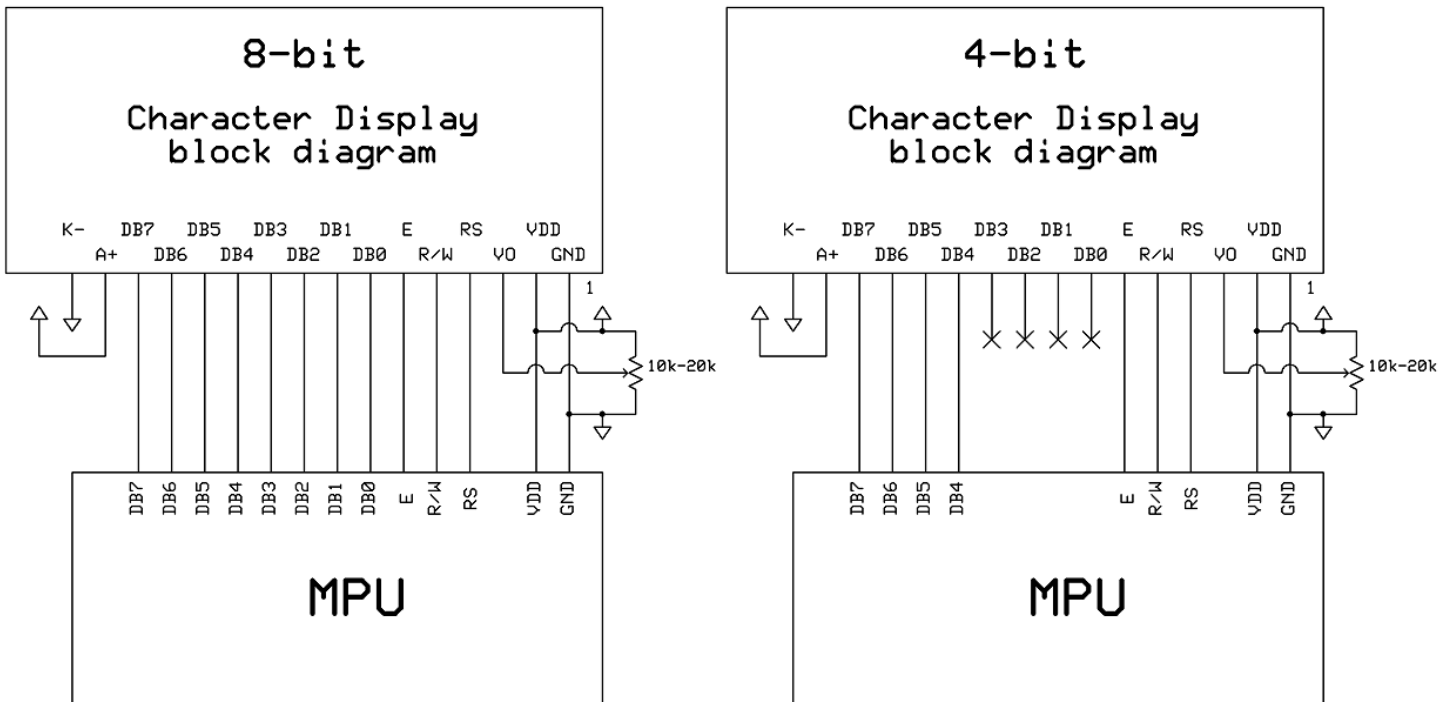 8-bit
Character Display
block diagram
K- DB7 DB5 DB3 DB1 E RS VDD
A+ DB6 DB4 DB2 DB0 R/W VO GND
1
10k-20k
DB7 DB6 DB5 DB4 DB3 DB2 DB1 DB0 E R/W RS VDD GND
MPU
4-bit
Character Display
block diagram
K- DB7 DB5 DB3 DB1 E RS VDD
A+ DB6 DB4 DB2 DB0 R/W VO GND
1
10k-20k
DB7 DB6 DB5 DB4 E R/W RS VDD GND
MPU